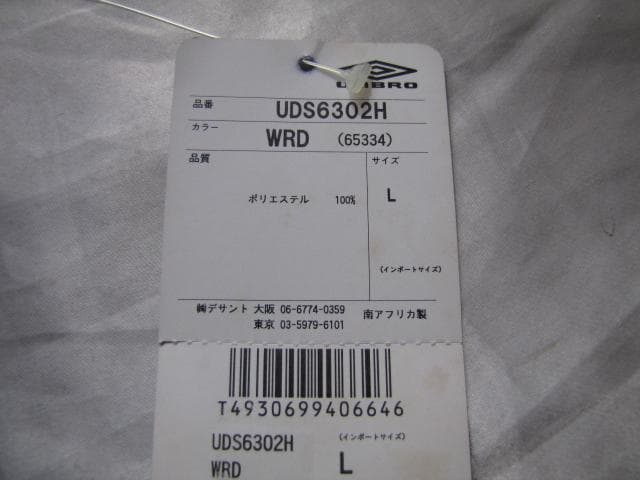 UMBRO
品番 UDS6302H
カラー WRD (65334)
品質 サイズ
ポリエステル 100% L
(インポートサイズ)
㈱デサント 大阪 06-6774-0359
東京 03-5979-6101 南アフリカ製
T4930699406646
UDS6302H (インポートサイズ)
WRD L